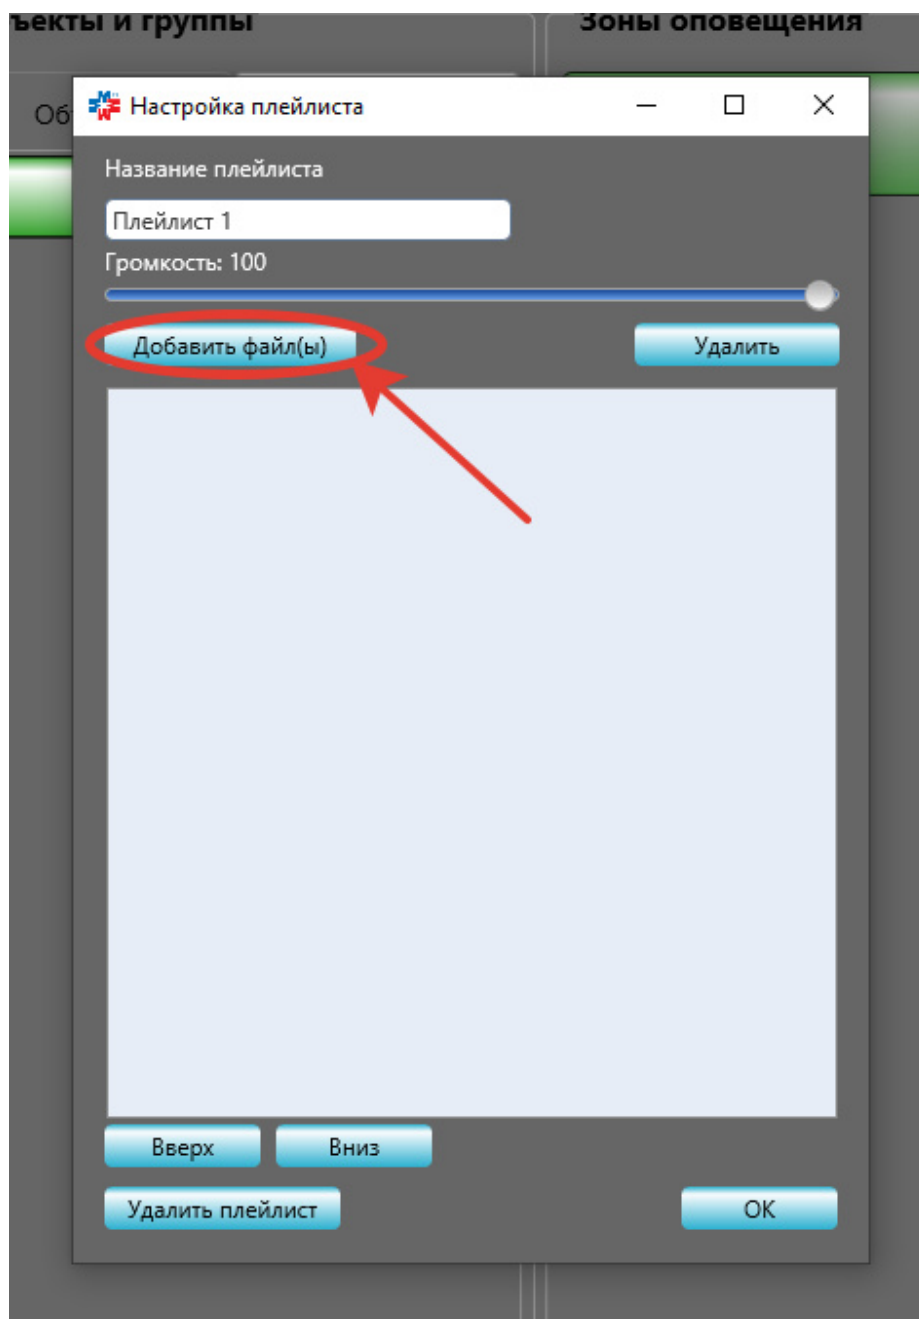 ъекты и группы
Зоны оповещения
Об
Настройка плейлиста
Название плейлиста
Плейлист 1
Громкость: 100
Добавить файл(ы)
Удалить
Вверх
Вниз
Удалить плейлист
ОК